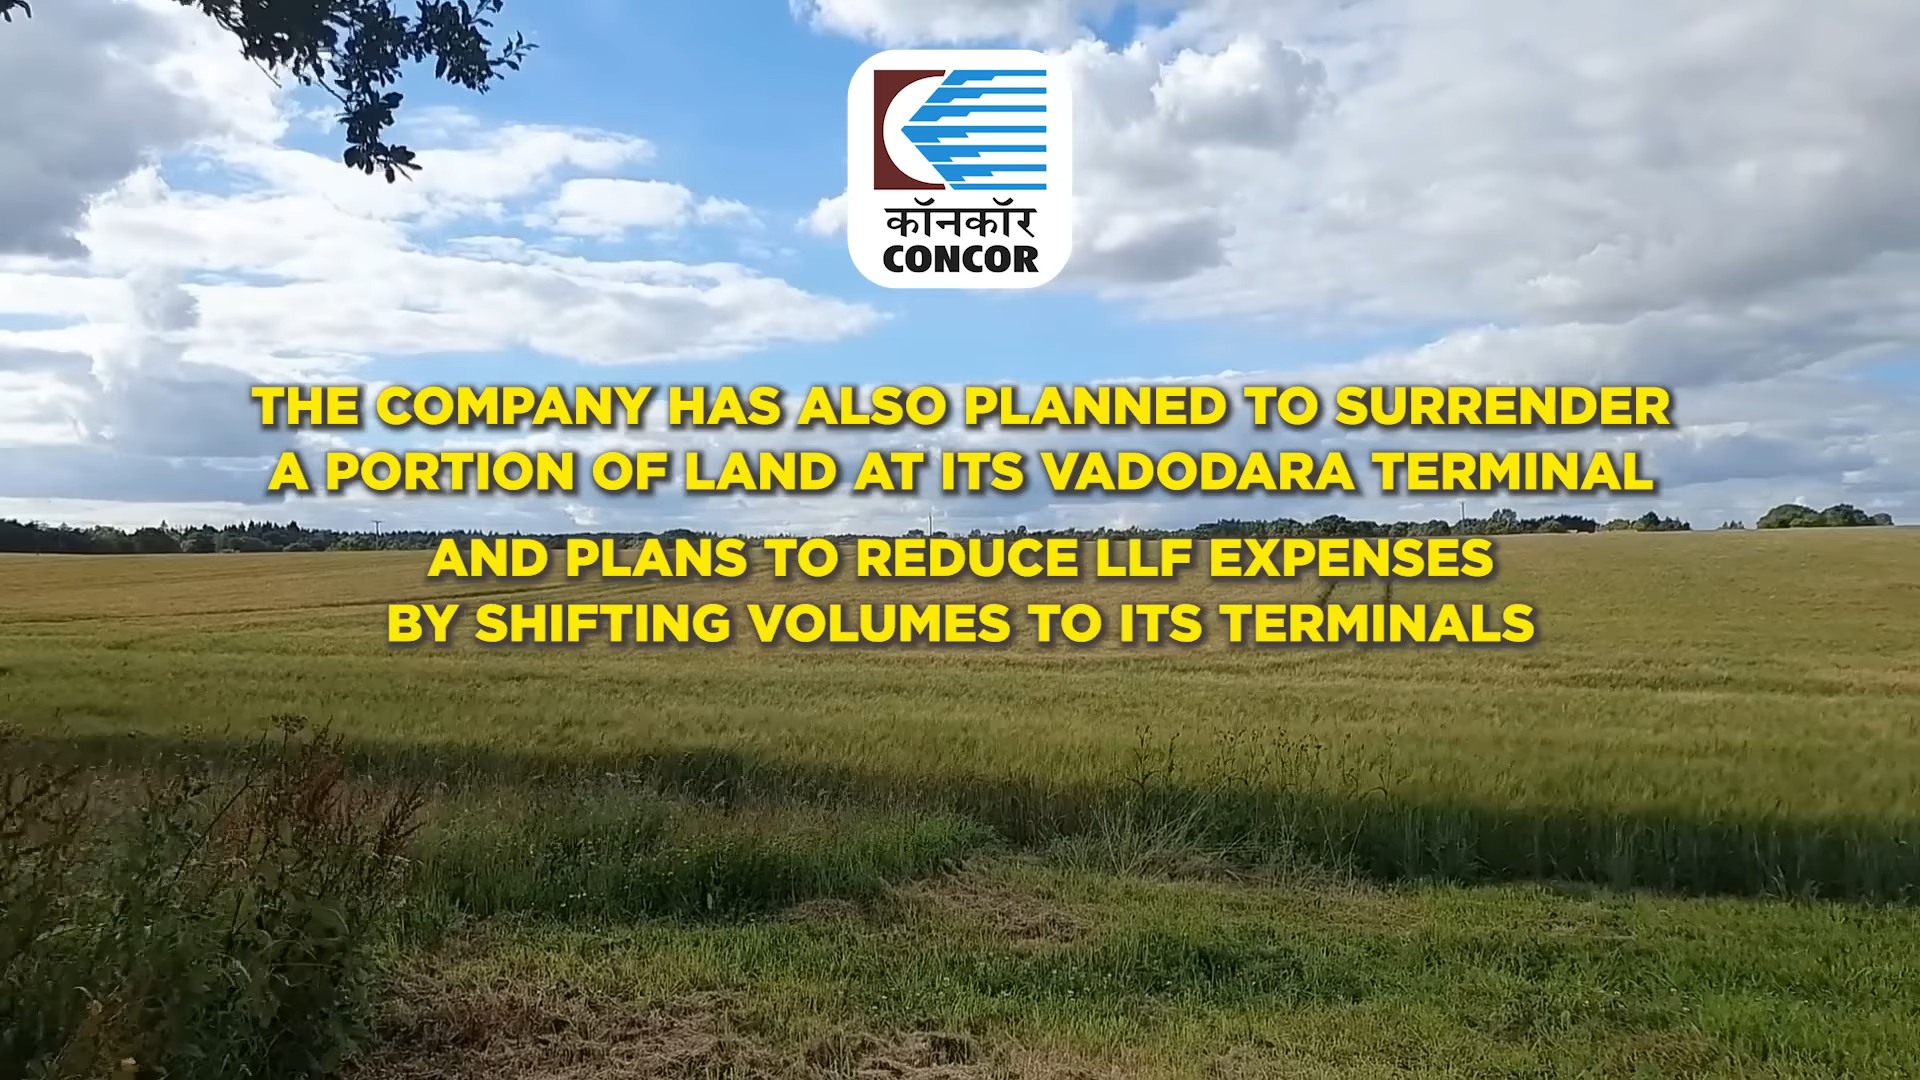 कॉनकॉर
CONCOR
THE COMPANY HAS ALSO PLANNED TO SURRENDER
A PORTION OF LAND AT ITS VADODARA TERMINAL
AND PLANS TO REDUCE LLF EXPENSES
BY SHIFTING VOLUMES TO ITS TERMINALS